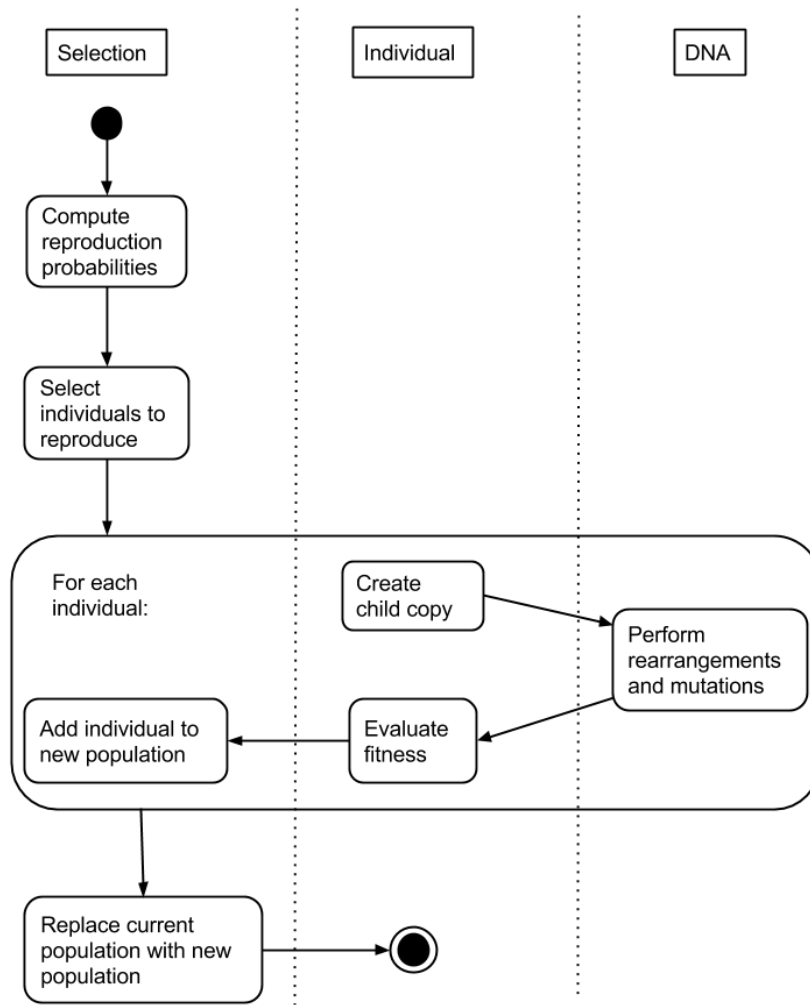 Selection
Individual
DNA
Compute
reproduction
probabilities
Select
individuals to
reproduce
For each
individual:
Create
child copy
Perform
rearrangements
and mutations
Evaluate
fitness
Add individual to
new population
Replace current
population with new
population